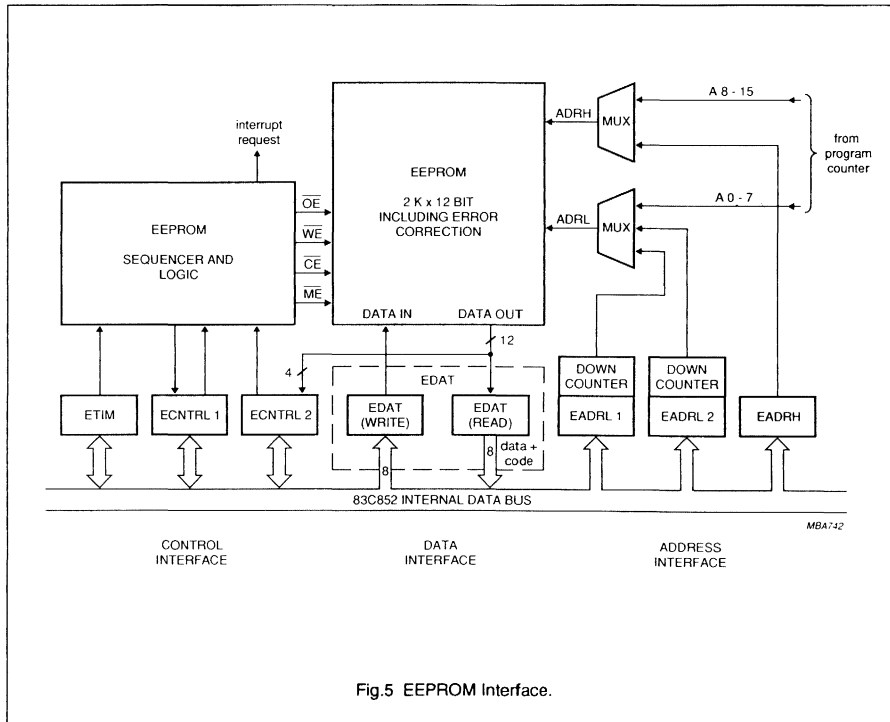 interrupt
request
EEPROM
SEQUENCER AND
LOGIC
OE
WE
CE
ME
EEPROM
2 K x 12 BIT
INCLUDING ERROR
CORRECTION
DATA IN
DATA OUT
ADRH
MUX
A 8 - 15
from
program
counter
ADRL
MUX
A 0 - 7
12
4
EDAT
ETIM
ECNTRL 1
ECNTRL 2
EDAT
(WRITE)
EDAT
(READ)
8
8
data +
code
DOWN
COUNTER
EADRL 1
DOWN
COUNTER
EADRL 2
EADRH
83C852 INTERNAL DATA BUS
MBA742
CONTROL
INTERFACE
DATA
INTERFACE
ADDRESS
INTERFACE
Fig.5 EEPROM Interface.